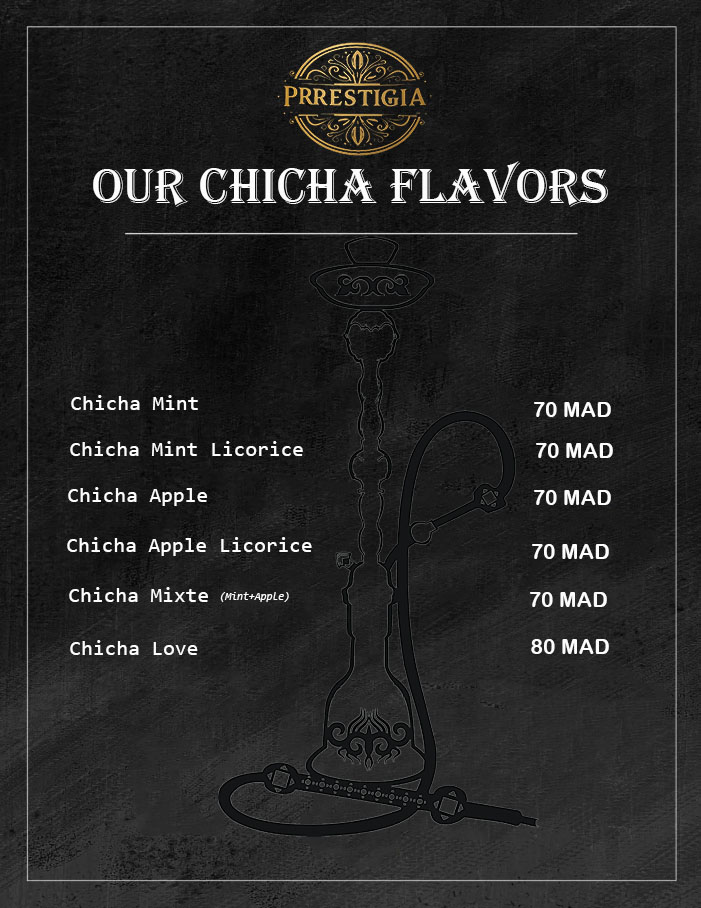 PRRESTIGIA
OUR CHICHA FLAVORS
Chicha Mint 70 MAD
Chicha Mint Licorice 70 MAD
Chicha Apple 70 MAD
Chicha Apple Licorice 70 MAD
Chicha Mixte (Mint+Apple) 70 MAD
Chicha Love 80 MAD